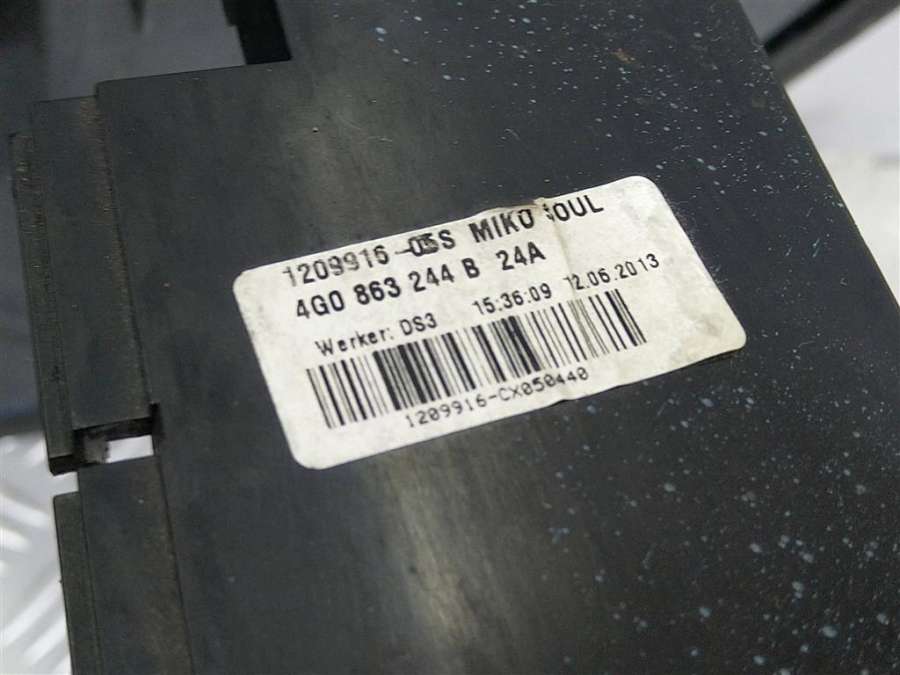 1209916-05S MIKO SOUL
4G0 863 244 B 24A
Werker: DS3 15:36:09 12.06.2013
1209916-CX050440